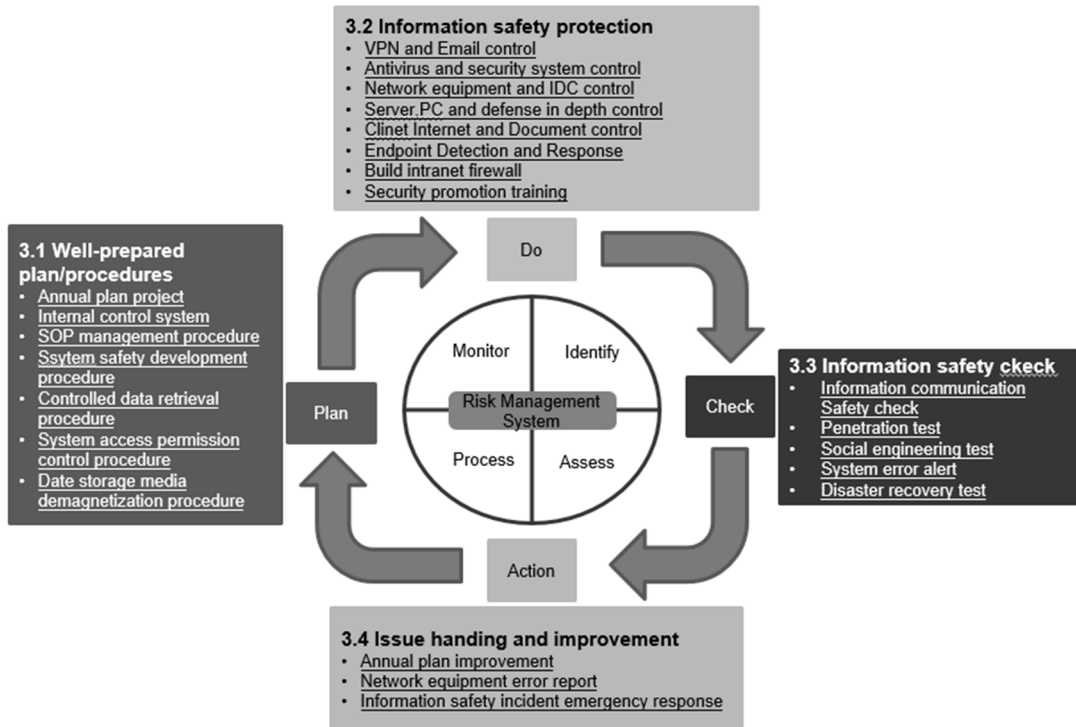 3.2 Information safety protection
• VPN and Email control
• Antivirus and security system control
• Network equipment and IDC control
• Server.PC and defense in depth control
• Clinet Internet and Document control
• Endpoint Detection and Response
• Build intranet firewall
• Security promotion training
Do
3.1 Well-prepared
plan/procedures
• Annual plan project
• Internal control system
• SOP management procedure
• Ssytem safety development
procedure
• Controlled data retrieval
procedure
• System access permission
control procedure
• Date storage media
demagnetization procedure
Plan
Monitor
Identify
Risk Management
System
Process
Assess
Check
3.3 Information safety ckeck
• Information communication
Safety check
• Penetration test
• Social engineering test
• System error alert
• Disaster recovery test
Action
3.4 Issue handing and improvement
• Annual plan improvement
• Network equipment error report
• Information safety incident emergency response